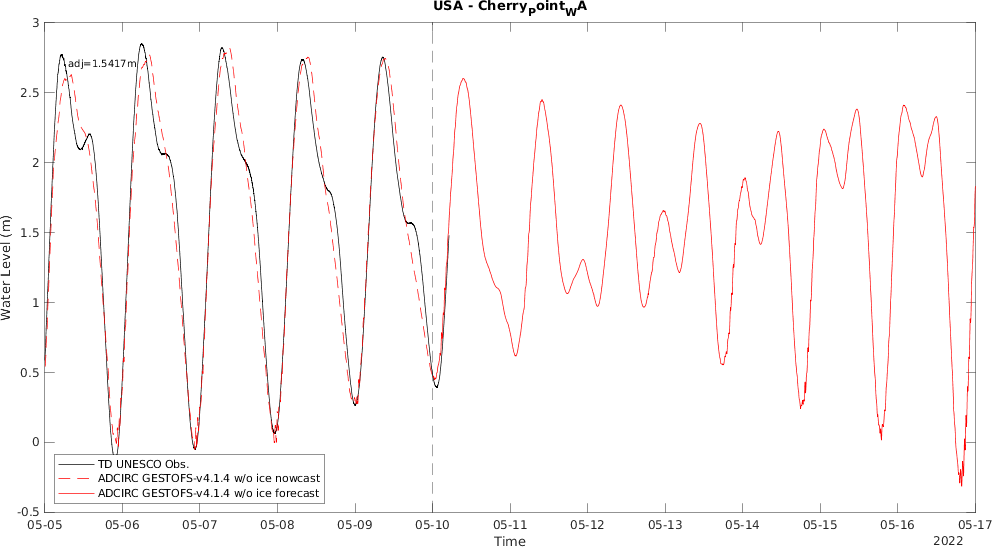 USA - CherryPointWA
3
2.5
2
1.5
1
0.5
0
-0.5
Water Level (m)
adj=1.5417m
TD UNESCO Obs.
ADCIRC GESTOFS-v4.1.4 w/o ice nowcast
ADCIRC GESTOFS-v4.1.4 w/o ice forecast
05-05 05-06 05-07 05-08 05-09 05-10 05-11 05-12 05-13 05-14 05-15 05-16 05-17
Time
2022